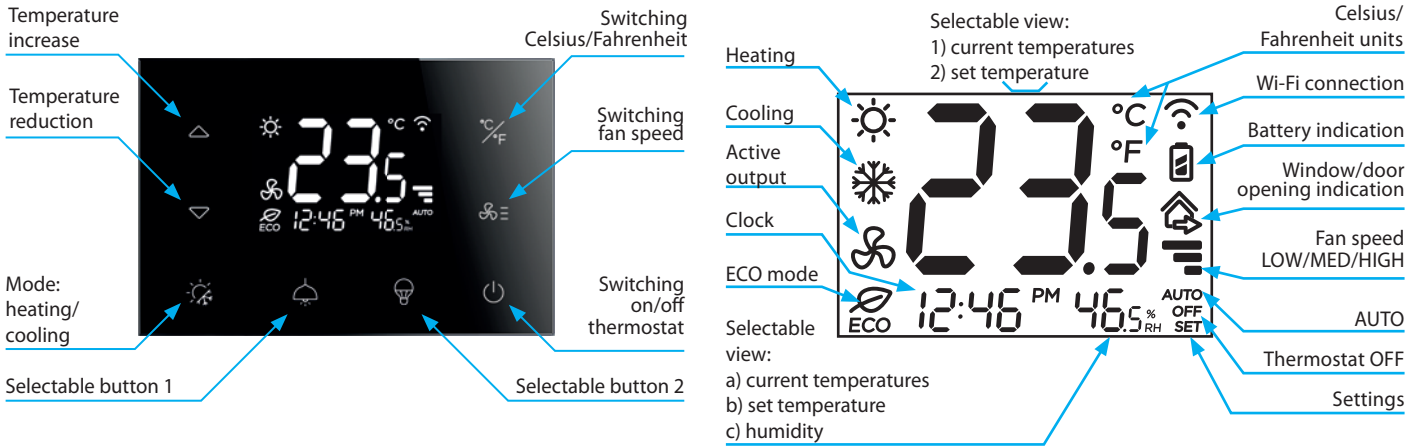 Temperature
increase
Temperature
reduction
Mode:
heating/
cooling
Selectable button 1
°C
23.5
ECO
12:46 PM
46.5 %
RH
AUTO
°C/°F
Switching
Celsius/Fahrenheit
Switching
fan speed
Switching
on/off
thermostat
Selectable button 2
Heating
Cooling
Active
output
Clock
ECO mode
Selectable
view:
a) current temperatures
b) set temperature
c) humidity
Selectable view:
1) current temperatures
2) set temperature
23.5
°C
°F
ECO
12:46 PM
46.5 %
RH
AUTO
OFF
SET
Celsius/
Fahrenheit units
Wi-Fi connection
Battery indication
Window/door
opening indication
Fan speed
LOW/MED/HIGH
AUTO
Thermostat OFF
Settings